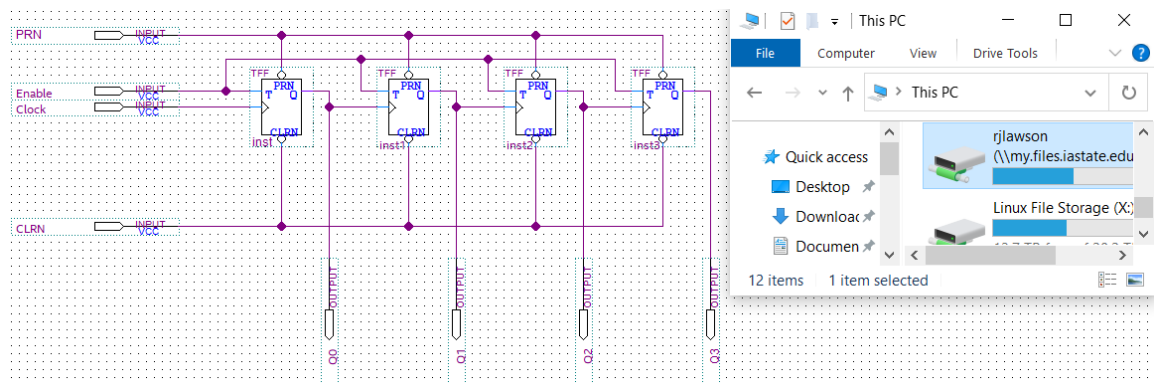 PRN
INPUT
VCC
Enable
INPUT
Clock
INPUT
VCC
TFF
PRN
T Q
CLRN
inst
TFF
PRN
T Q
CLRN
inst1
TFF
PRN
T Q
CLRN
inst2
TFF
PRN
T Q
CLRN
inst3
CLRN
INPUT
VCC
OUTPUT
Q0
OUTPUT
Q1
OUTPUT
Q2
OUTPUT
Q3
This PC
File Computer View Drive Tools
This PC
Quick access
Desktop
Downloac
Documen
rjlawson
(\\my.files.iastate.edu
Linux File Storage (X:)
12 items 1 item selected